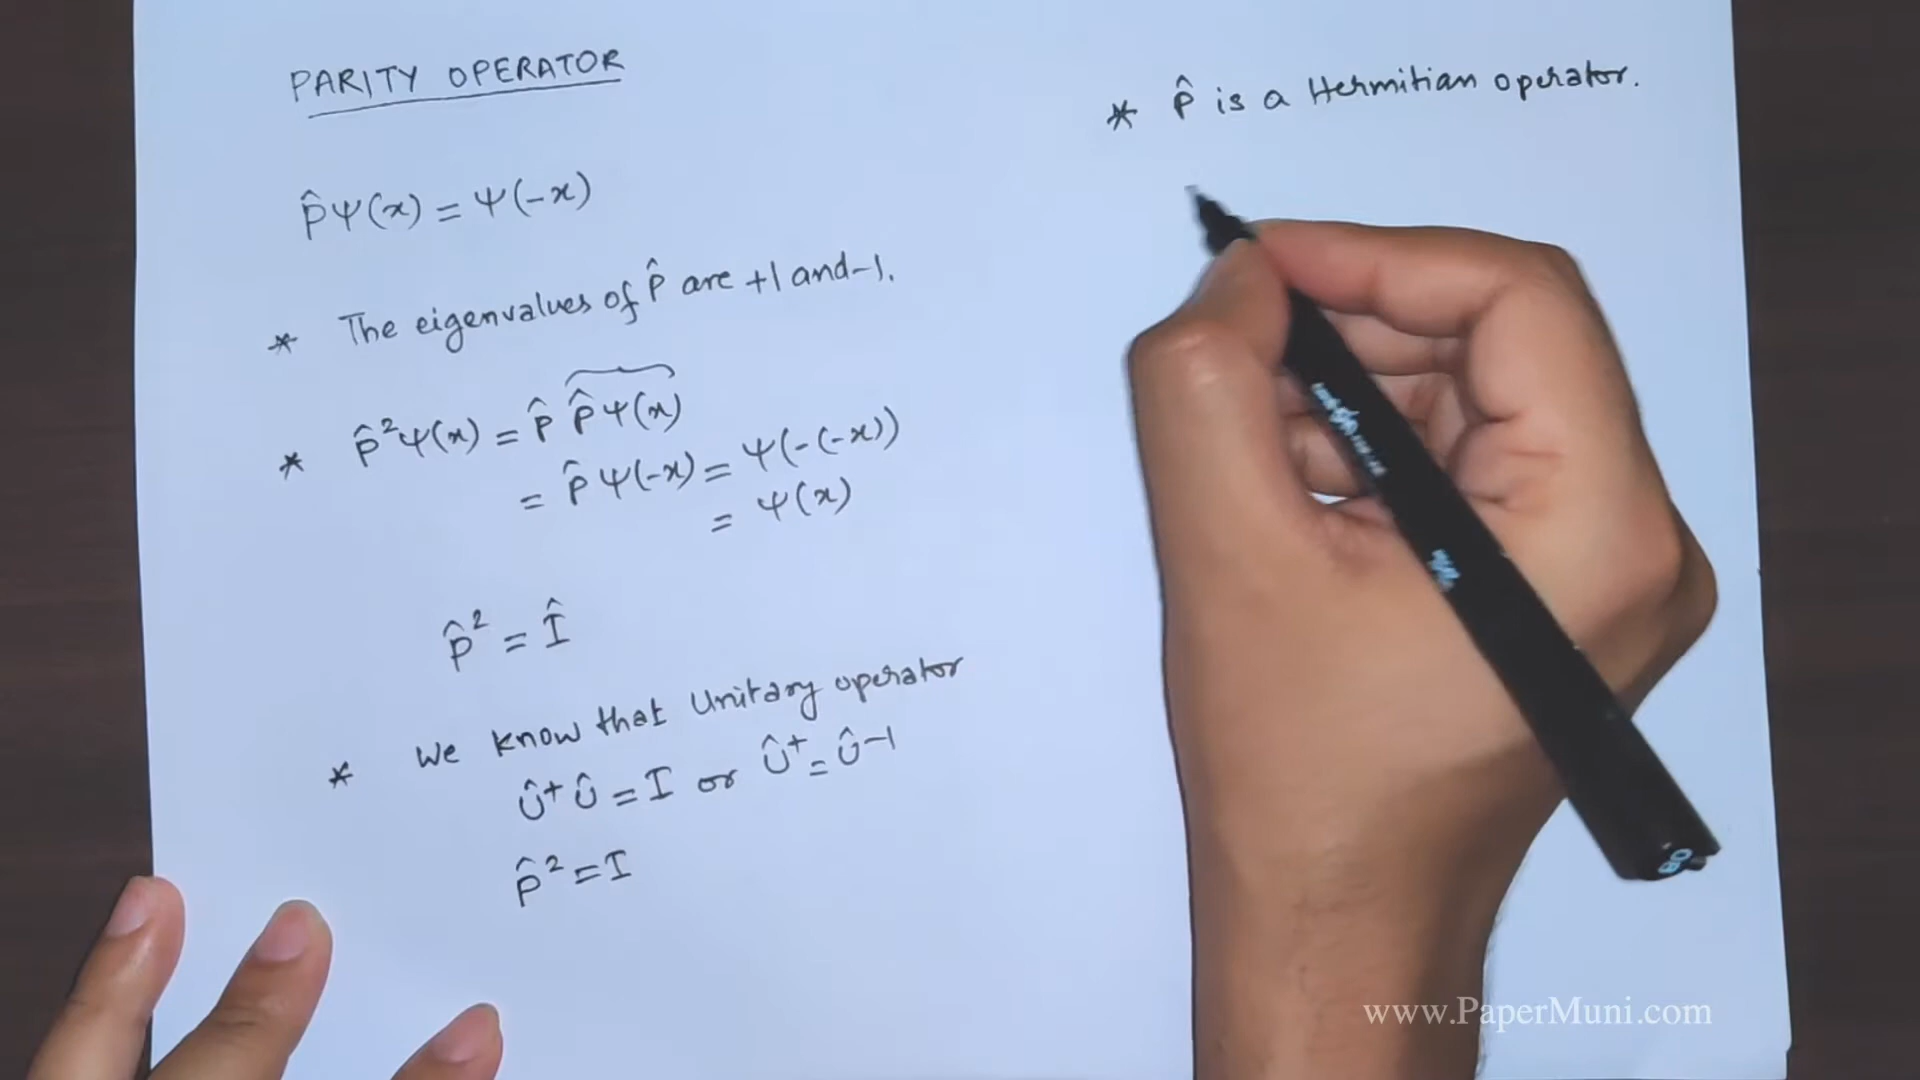 PARITY OPERATOR
P̂Ψ(x) = Ψ(-x)
* The eigenvalues of P̂ are +1 and -1.
* P̂²Ψ(x) = P̂ P̂Ψ(x)
= P̂Ψ(-x) = Ψ(-(-x))
= Ψ(x)
P̂² = Î
* We know that Unitary operator
Û⁺Û = I or Û⁺ = Û⁻¹
P̂² = I
* P̂ is a Hermitian operator.
80
www.PaperMuni.com